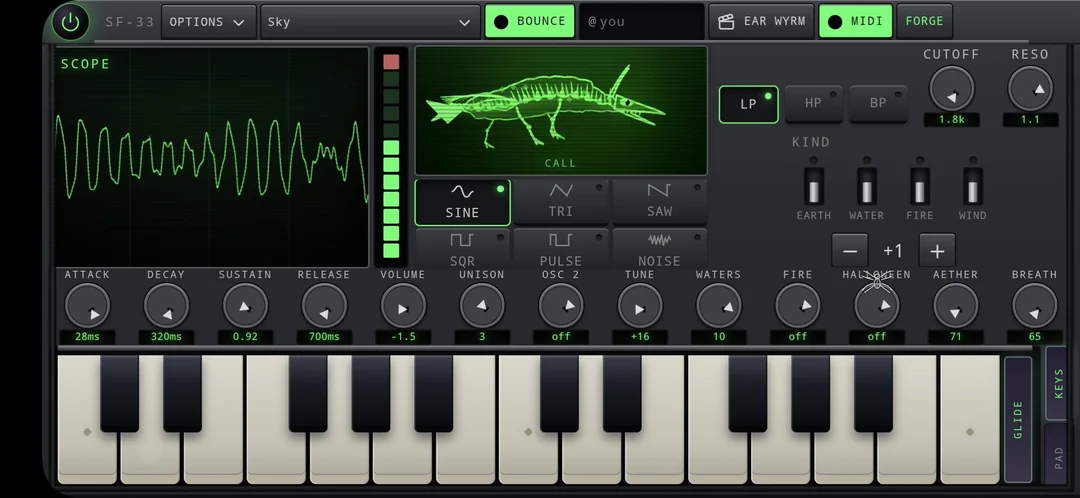 SF-33 OPTIONS Sky BOUNCE @you EAR WYRM MIDI FORGE
SCOPE
CALL
SINE TRI SAW
SQR PULSE NOISE
CUTOFF RESO
LP HP BP
1.8k 1.1
KIND
EARTH WATER FIRE WIND
− +1 +
ATTACK DECAY SUSTAIN RELEASE VOLUME UNISON OSC 2 TUNE WATERS FIRE HALLOWEEN AETHER BREATH
28ms 320ms 0.92 700ms -1.5 3 off +16 10 off off 71 65
GLIDE
KEYS
PAD